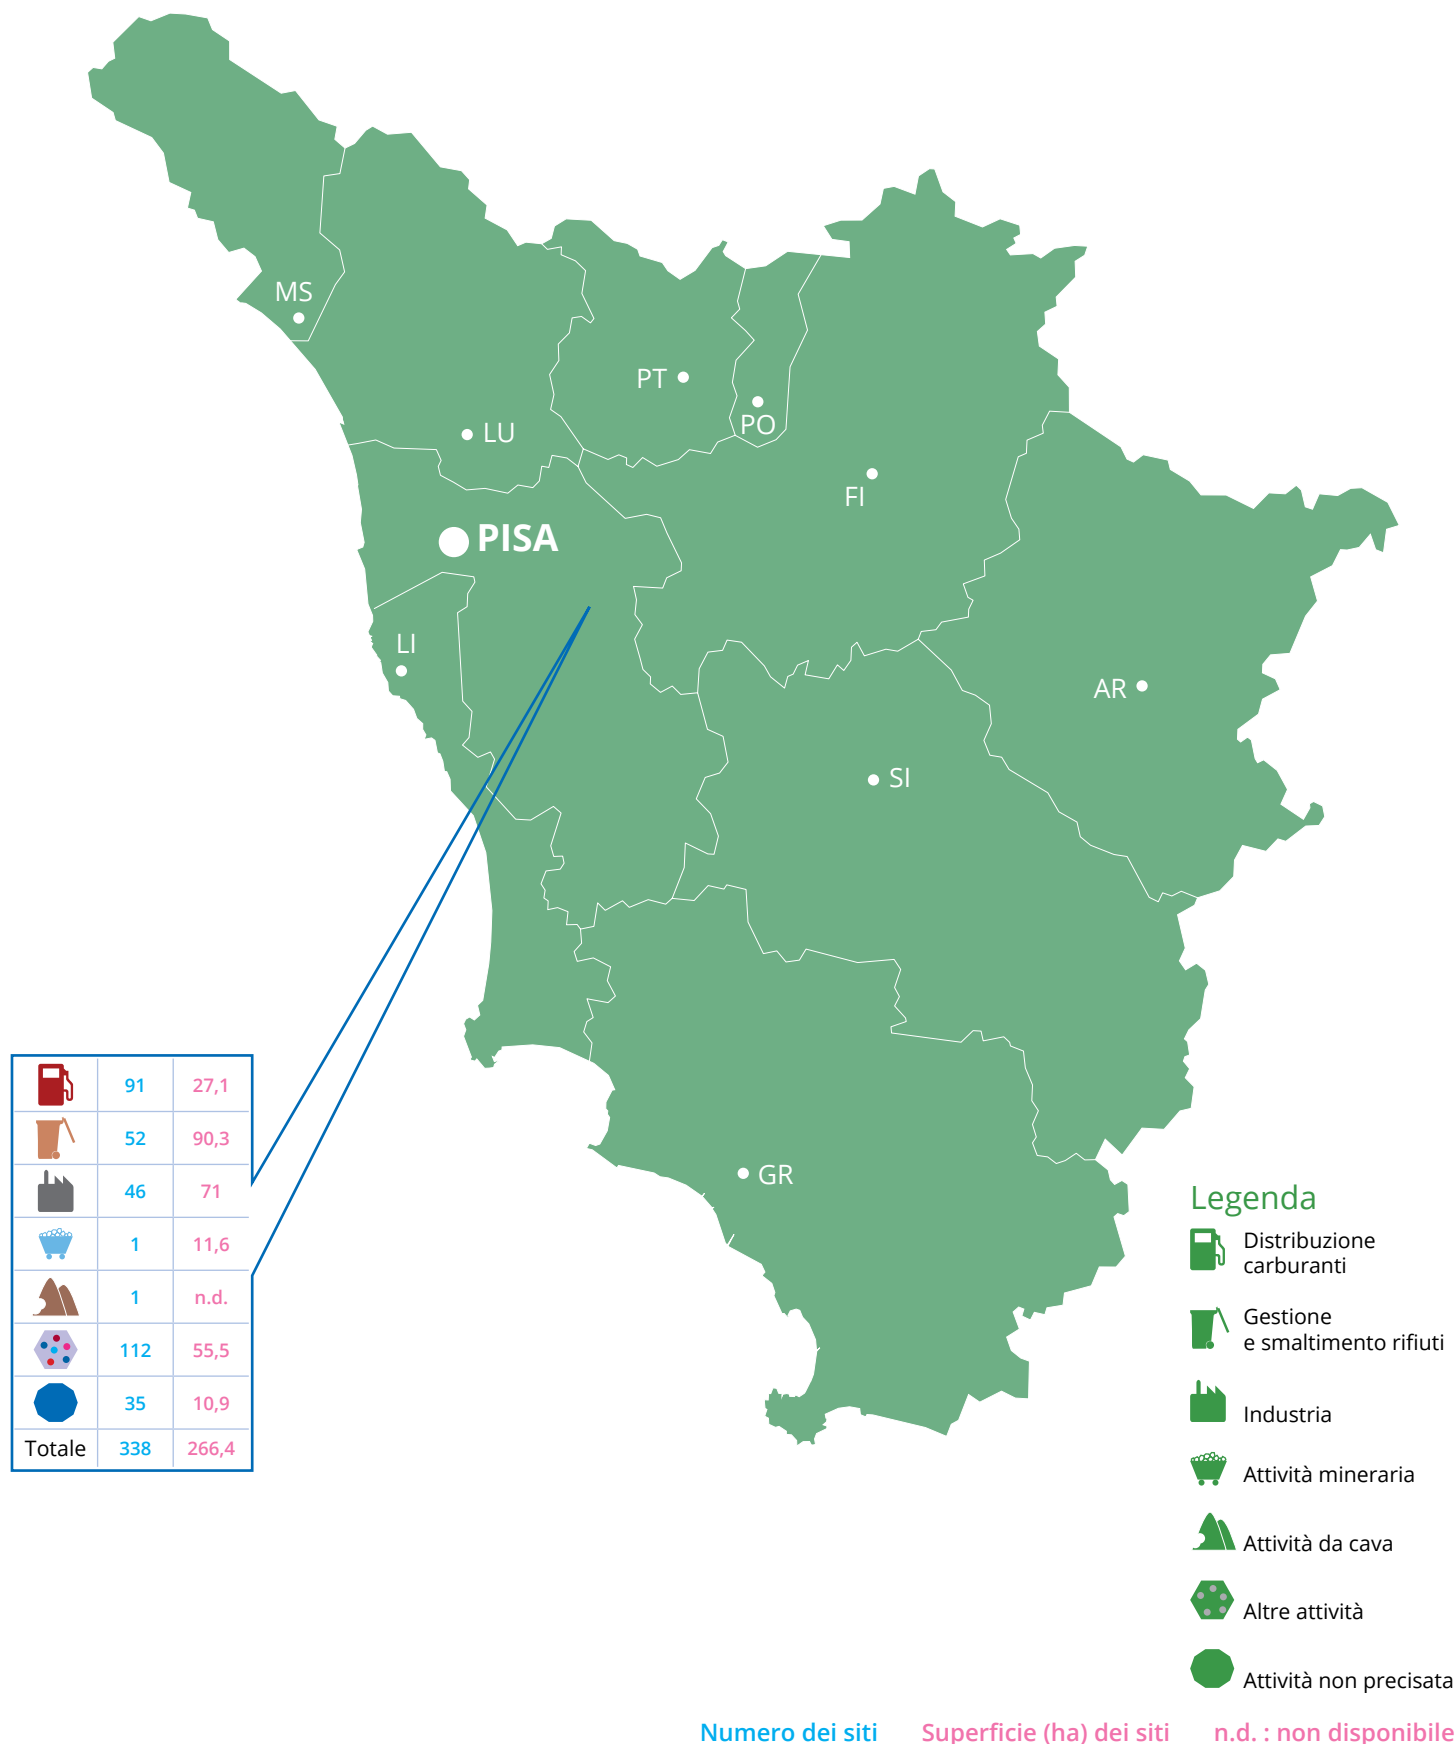 MS
PT
PO
LU
FI
PISA
LI
AR
SI
GR
91 27,1
52 90,3
46 71
1 11,6
1 n.d.
112 55,5
35 10,9
Totale 338 266,4
Legenda
Distribuzione
carburanti
Gestione
e smaltimento rifiuti
Industria
Attività mineraria
Attività da cava
Altre attività
Attività non precisata
Numero dei siti Superficie (ha) dei siti n.d. : non disponibile